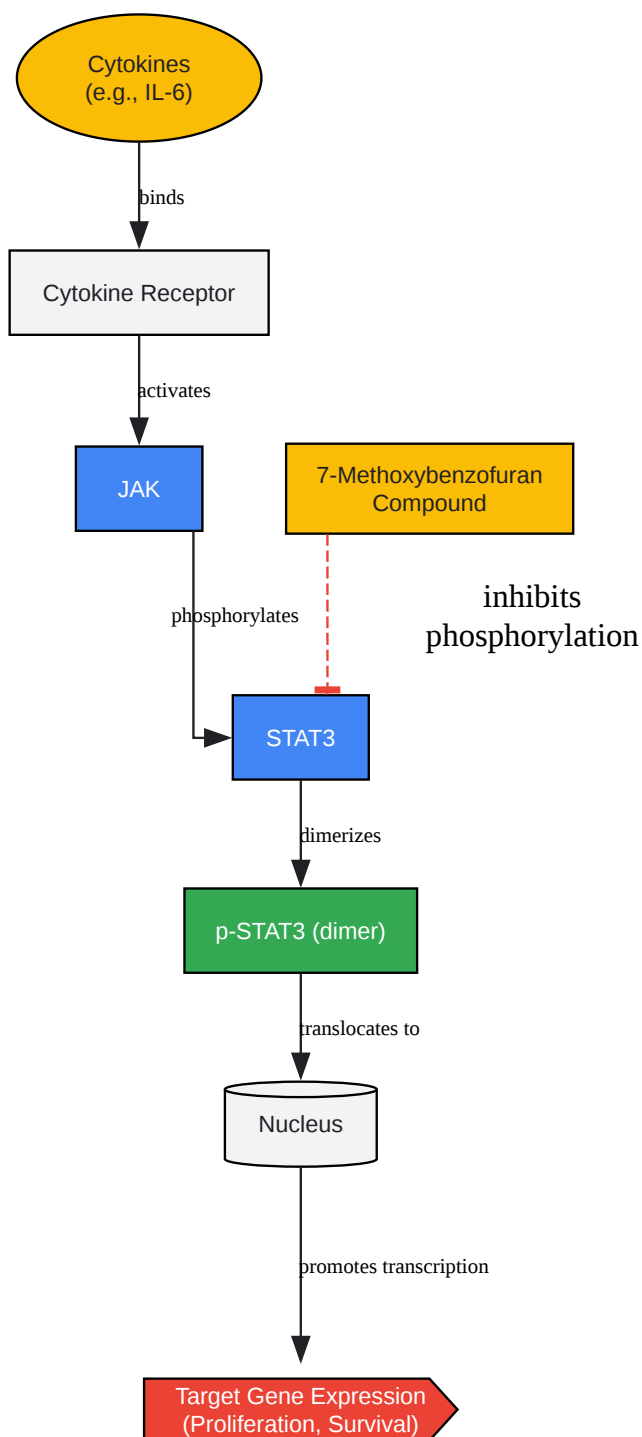 Cytokines
(e.g., IL-6)
binds
Cytokine Receptor
activates
JAK
7-Methoxybenzofuran
Compound
inhibits
phosphorylation
phosphorylates
STAT3
dimerizes
p-STAT3 (dimer)
translocates to
Nucleus
promotes transcription
Target Gene Expression
(Proliferation, Survival)